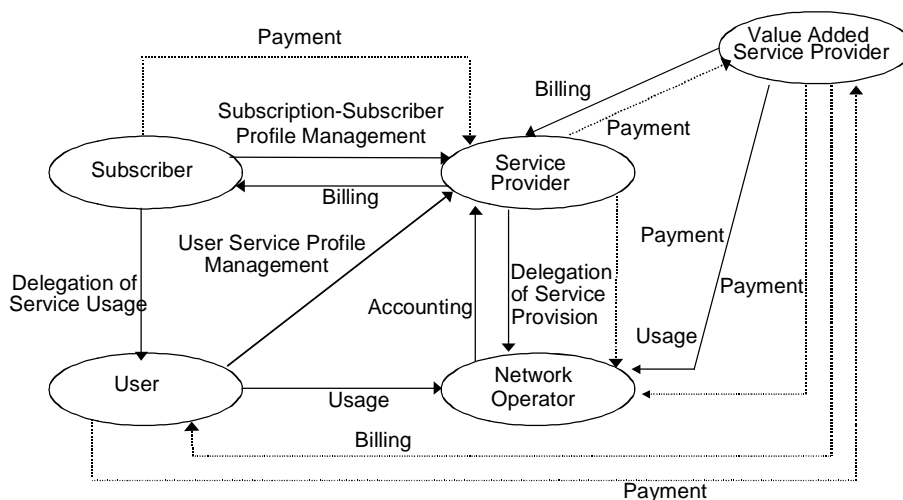 Payment
Value Added
Service Provider
Billing
Subscription-Subscriber
Profile Management
Payment
Subscriber
Service
Provider
Billing
User Service Profile
Management
Payment
Delegation of
Service Usage
Accounting
Delegation
of Service
Provision
Payment
Usage
User
Network
Operator
Usage
Billing
Payment